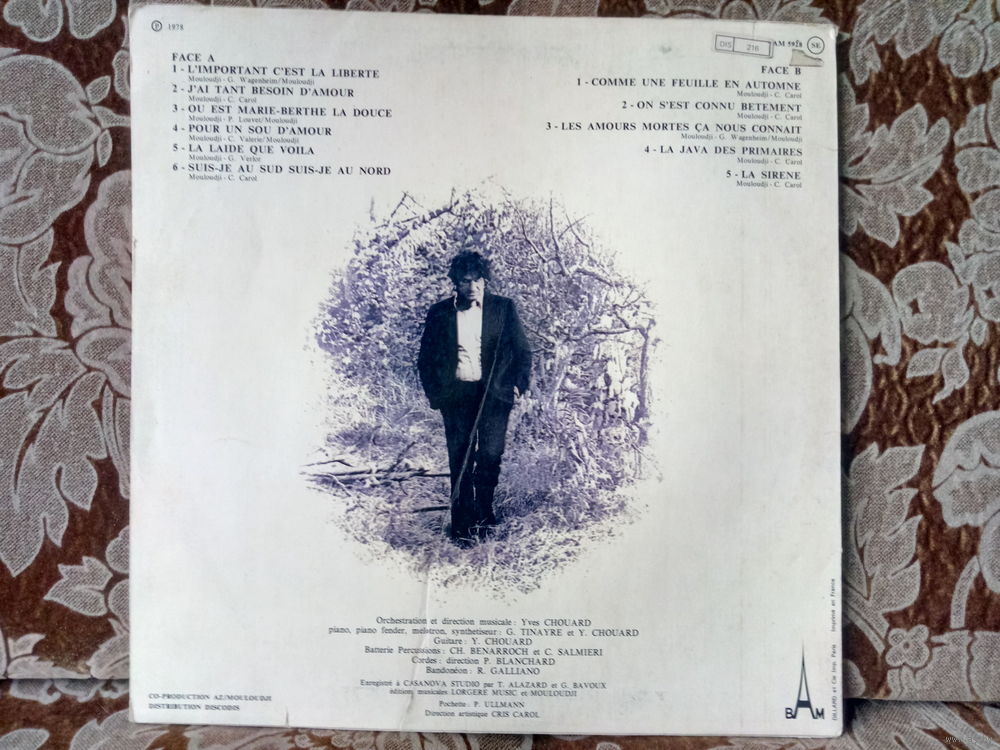 ℗ 1978
DIS 216
AM 5928 SE
FACE A
1 - L'IMPORTANT C'EST LA LIBERTE
Mouloudji - G. Wagenheim/Mouloudji
2 - J'AI TANT BESOIN D'AMOUR
Mouloudji - C. Carol
3 - OU EST MARIE-BERTHE LA DOUCE
Mouloudji - P. Louvet/Mouloudji
4 - POUR UN SOU D'AMOUR
Mouloudji - C. Valerie/Mouloudji
5 - LA LAIDE QUE VOILA
Mouloudji - G. Verlor
6 - SUIS-JE AU SUD SUIS-JE AU NORD
Mouloudji - C. Carol
FACE B
1 - COMME UNE FEUILLE EN AUTOMNE
Mouloudji - C. Carol
2 - ON S'EST CONNU BETEMENT
Mouloudji - C. Carol
3 - LES AMOURS MORTES ÇA NOUS CONNAIT
Mouloudji - G. Wagenheim/Mouloudji
4 - LA JAVA DES PRIMAIRES
Mouloudji - C. Carol
5 - LA SIRENE
Mouloudji - C. Carol
Orchestration et direction musicale : Yves CHOUARD
piano, piano fender, melotron, synthetiseur : G. TINAYRE et Y. CHOUARD
Guitare : Y. CHOUARD
Batterie Percussions : CH. BENARROCH et C. SALMIERI
Cordes : direction P. BLANCHARD
Bandonéon : R. GALLIANO
Enregistré à CASANOVA STUDIO par T. ALAZARD et G. BAVOUX
édition musicales LORGERE MUSIC et MOULOUDJI
Pochette : P. ULLMANN
Direction artistique CRIS CAROL
CO-PRODUCTION AZ/MOULOUDJI
DISTRIBUTION DISCODIS
BAM
DILLARD et Cie Imp. Paris Imprimé en France